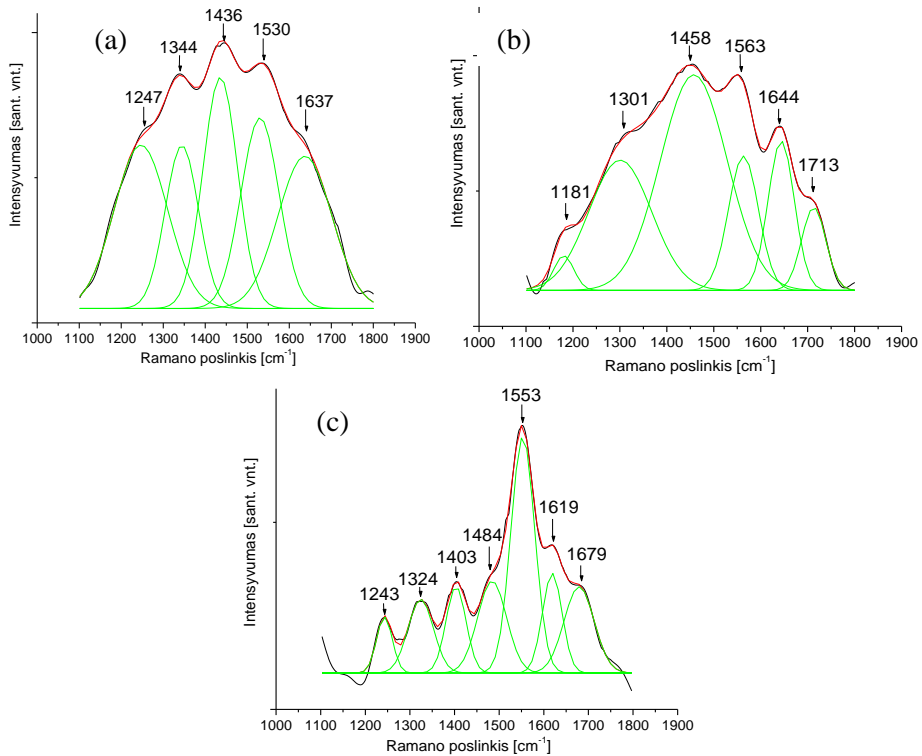 (a)
1247
1344
1436
1530
1637
Intensyvumas [sant. vnt.]
1000 1100 1200 1300 1400 1500 1600 1700 1800 1900
Ramano poslinkis [cm⁻¹]
(b)
1181
1301
1458
1563
1644
1713
Intensyvumas [sant. vnt.]
1000 1100 1200 1300 1400 1500 1600 1700 1800 1900
Ramano poslinkis [cm⁻¹]
(c)
1243
1324
1403
1484
1553
1619
1679
Intensyvumas [sant. vnt.]
1000 1100 1200 1300 1400 1500 1600 1700 1800 1900
Ramano poslinkis [cm⁻¹]